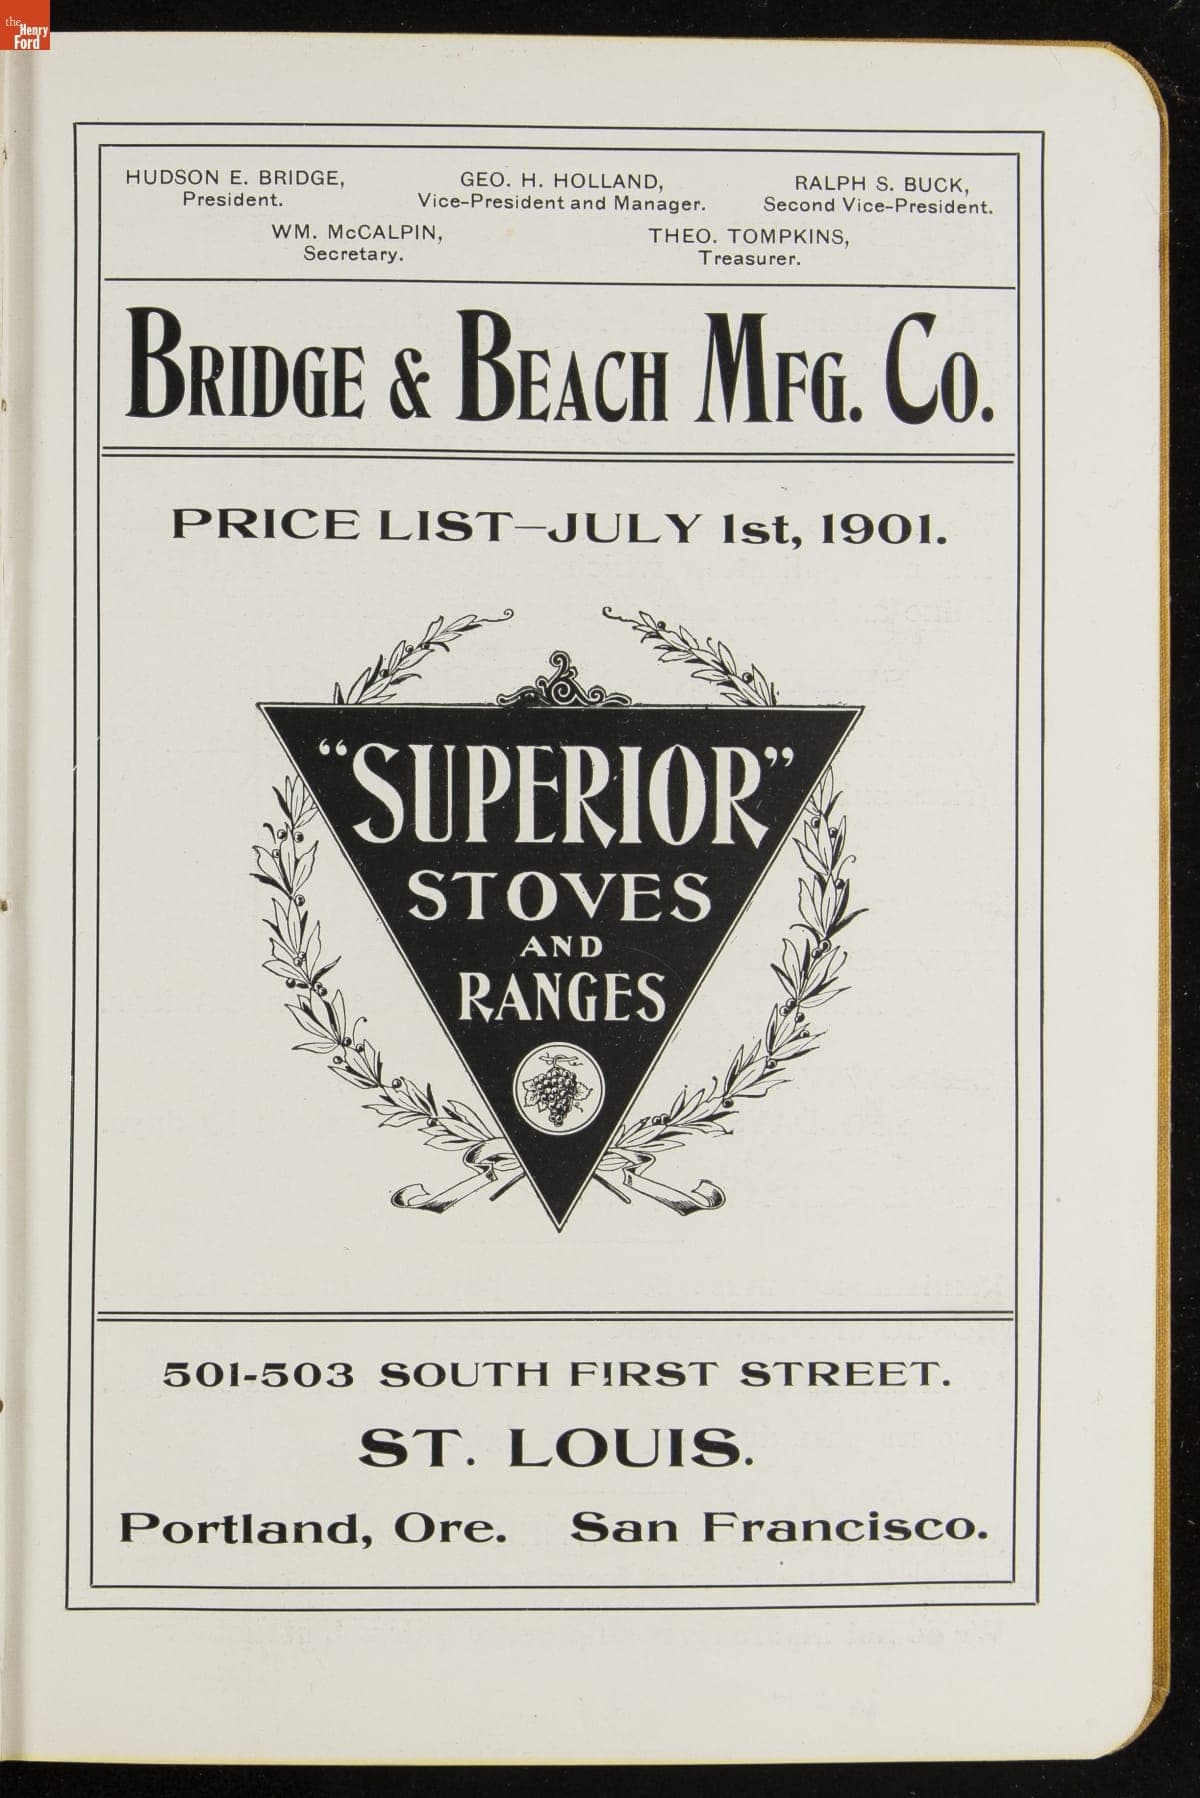 the
Henry
Ford
HUDSON E. BRIDGE, GEO. H. HOLLAND, RALPH S. BUCK,
President. Vice-President and Manager. Second Vice-President.
WM. McCALPIN, THEO. TOMPKINS,
Secretary. Treasurer.
BRIDGE & BEACH MFG. CO.
PRICE LIST—JULY 1st, 1901.
“SUPERIOR”
STOVES
AND
RANGES
501-503 SOUTH FIRST STREET.
ST. LOUIS.
Portland, Ore. San Francisco.